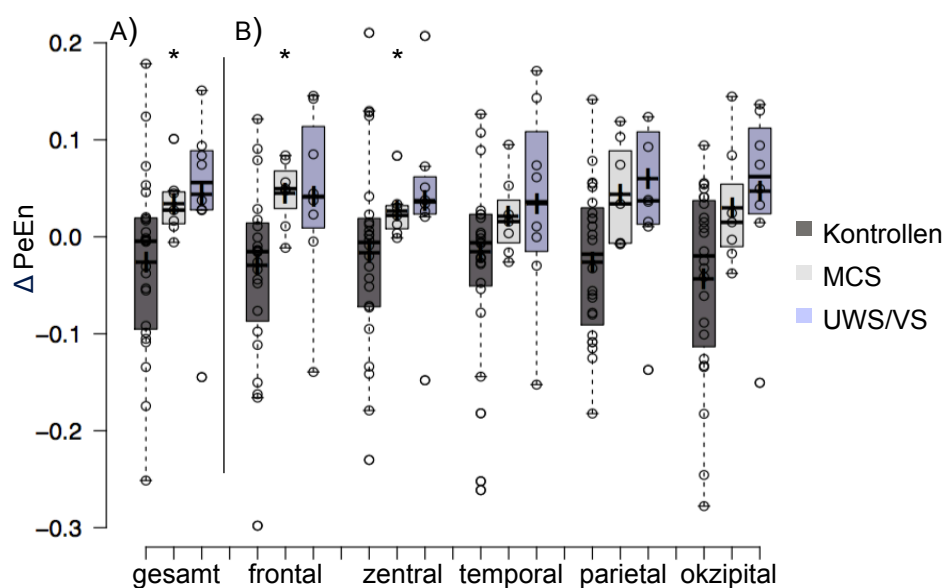 A) B)
* * *
0.2
0.1
0.0
−0.1
−0.2
−0.3
Δ PeEn
gesamt frontal zentral temporal parietal okzipital
Kontrollen
MCS
UWS/VS